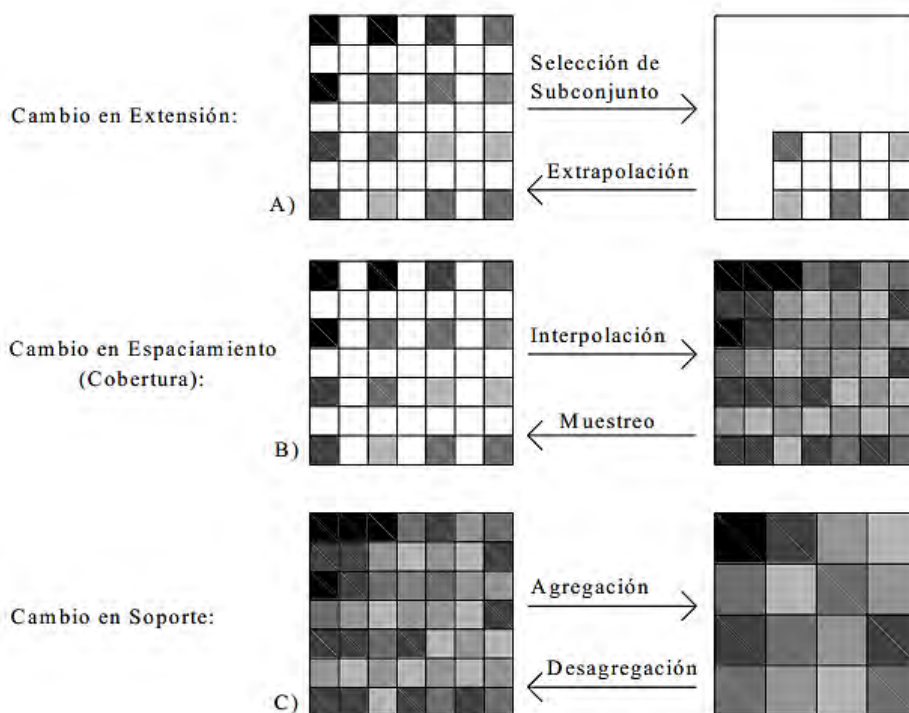 Cambio en Extensión:
A)
Selección de
Subconjunto
Extrapolación
Cambio en Espaciamiento
(Cobertura):
B)
Interpolación
Muestreo
Cambio en Soporte:
C)
Agregación
Desagregación